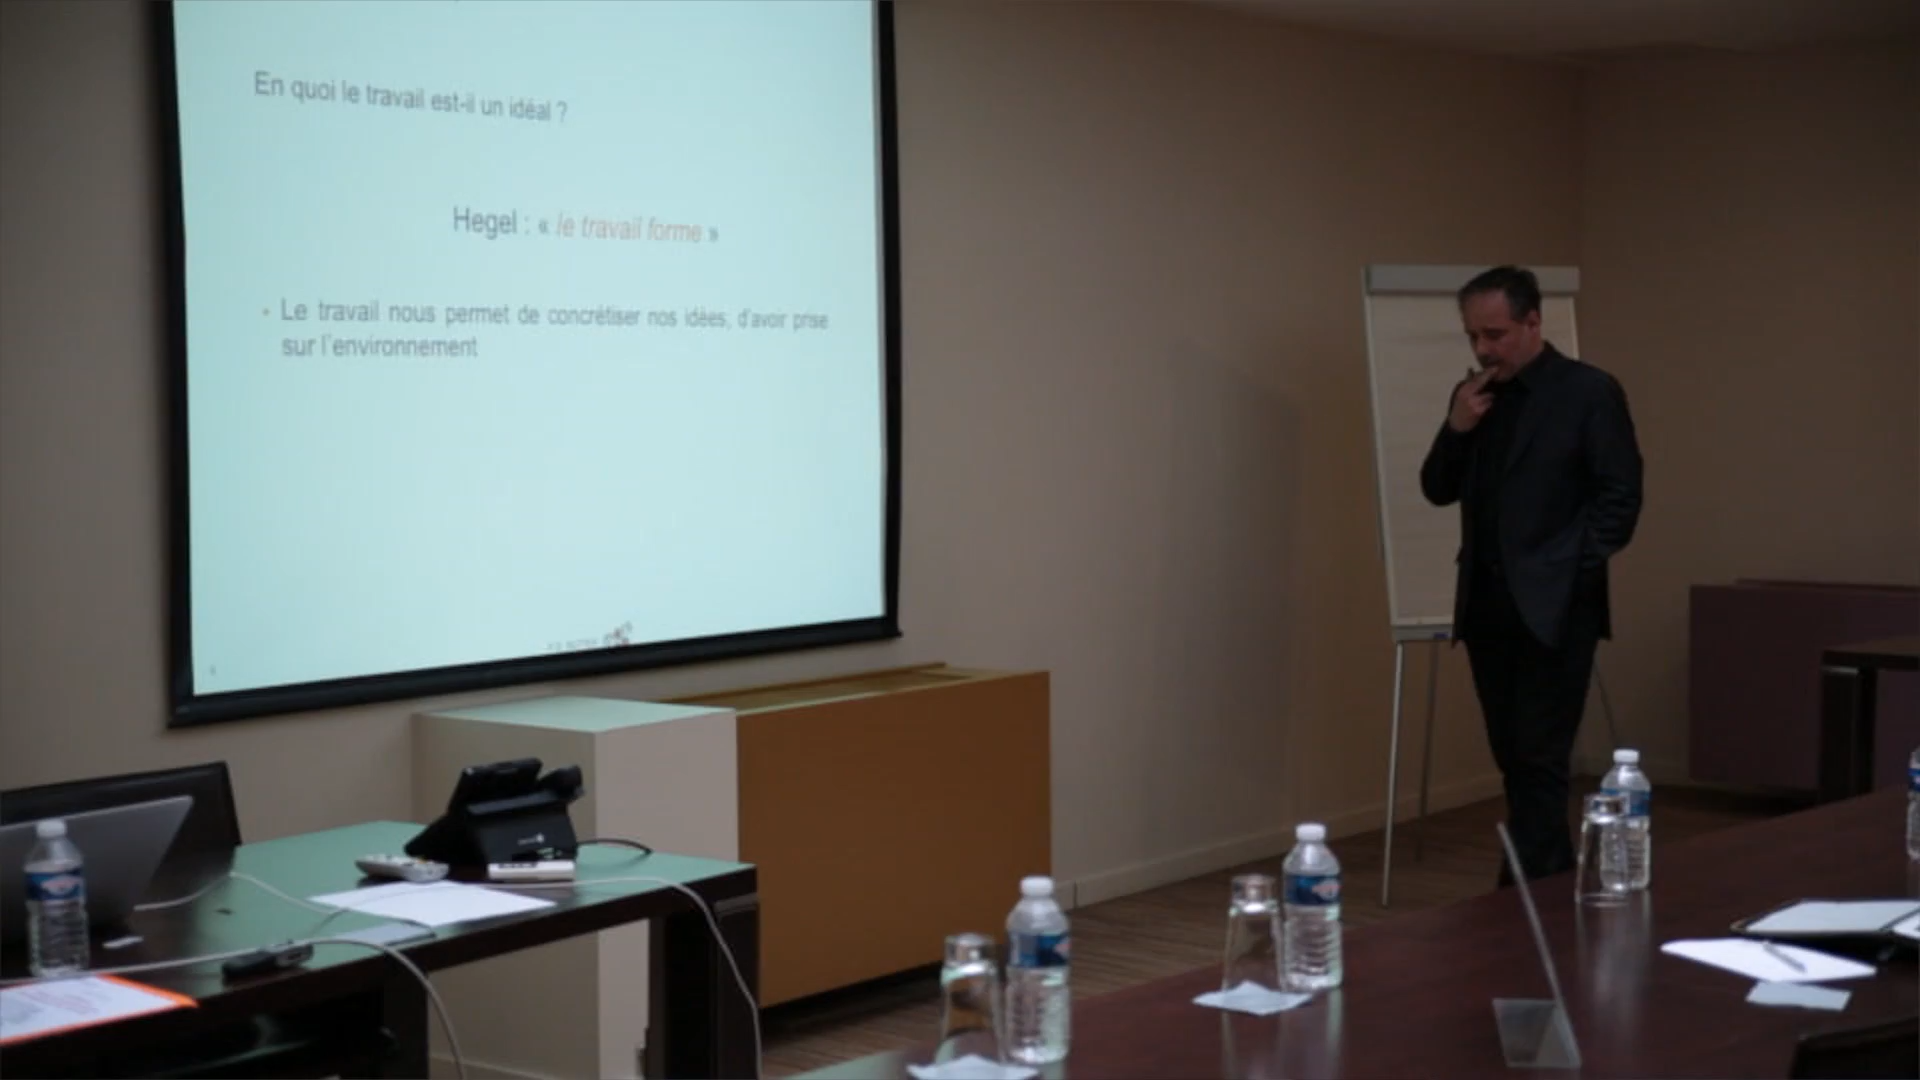 En quoi le travail est-il un idéal ?
Hegel : « le travail forme »
• Le travail nous permet de concrétiser nos idées, d'avoir prise
sur l'environnement